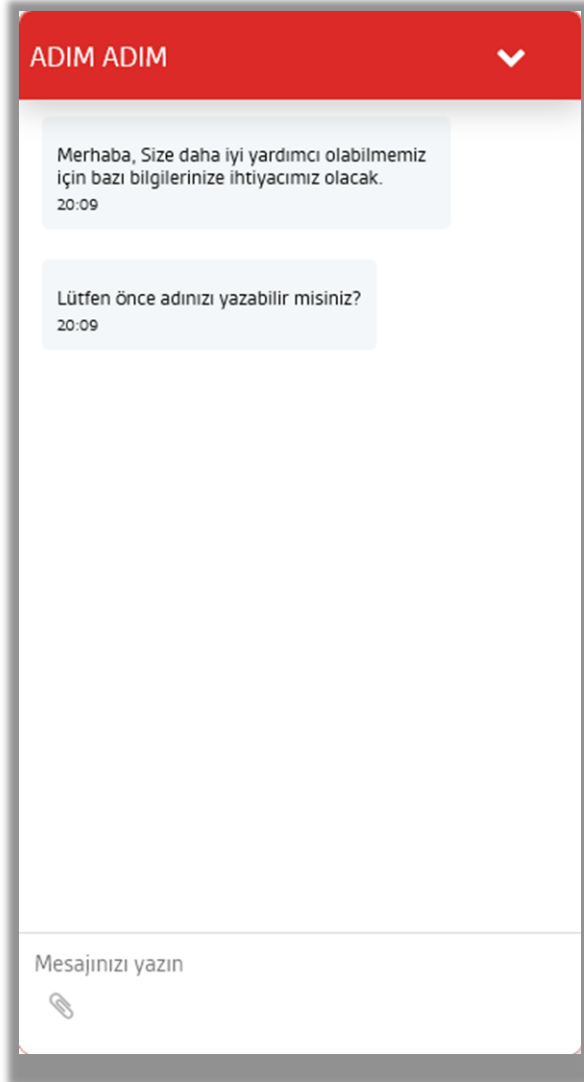 ADIM ADIM
Merhaba, Size daha iyi yardımcı olabilmemiz
için bazı bilgilerinize ihtiyacımız olacak.
20:09
Lütfen önce adınızı yazabilir misiniz?
20:09
Mesajınızı yazın